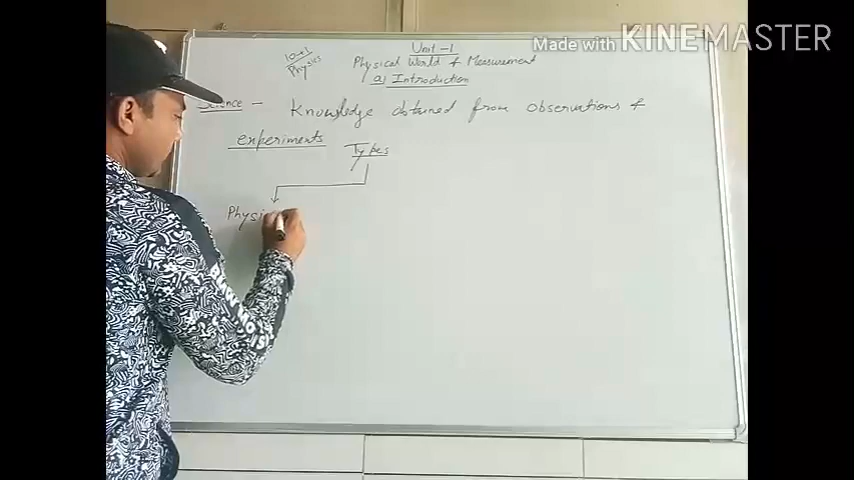 Made with KINEMASTER
10+1
Physics
Unit-1
Physical World & Measurement
a) Introduction
Science - Knowledge obtained from observations &
experiments
Types
Physi